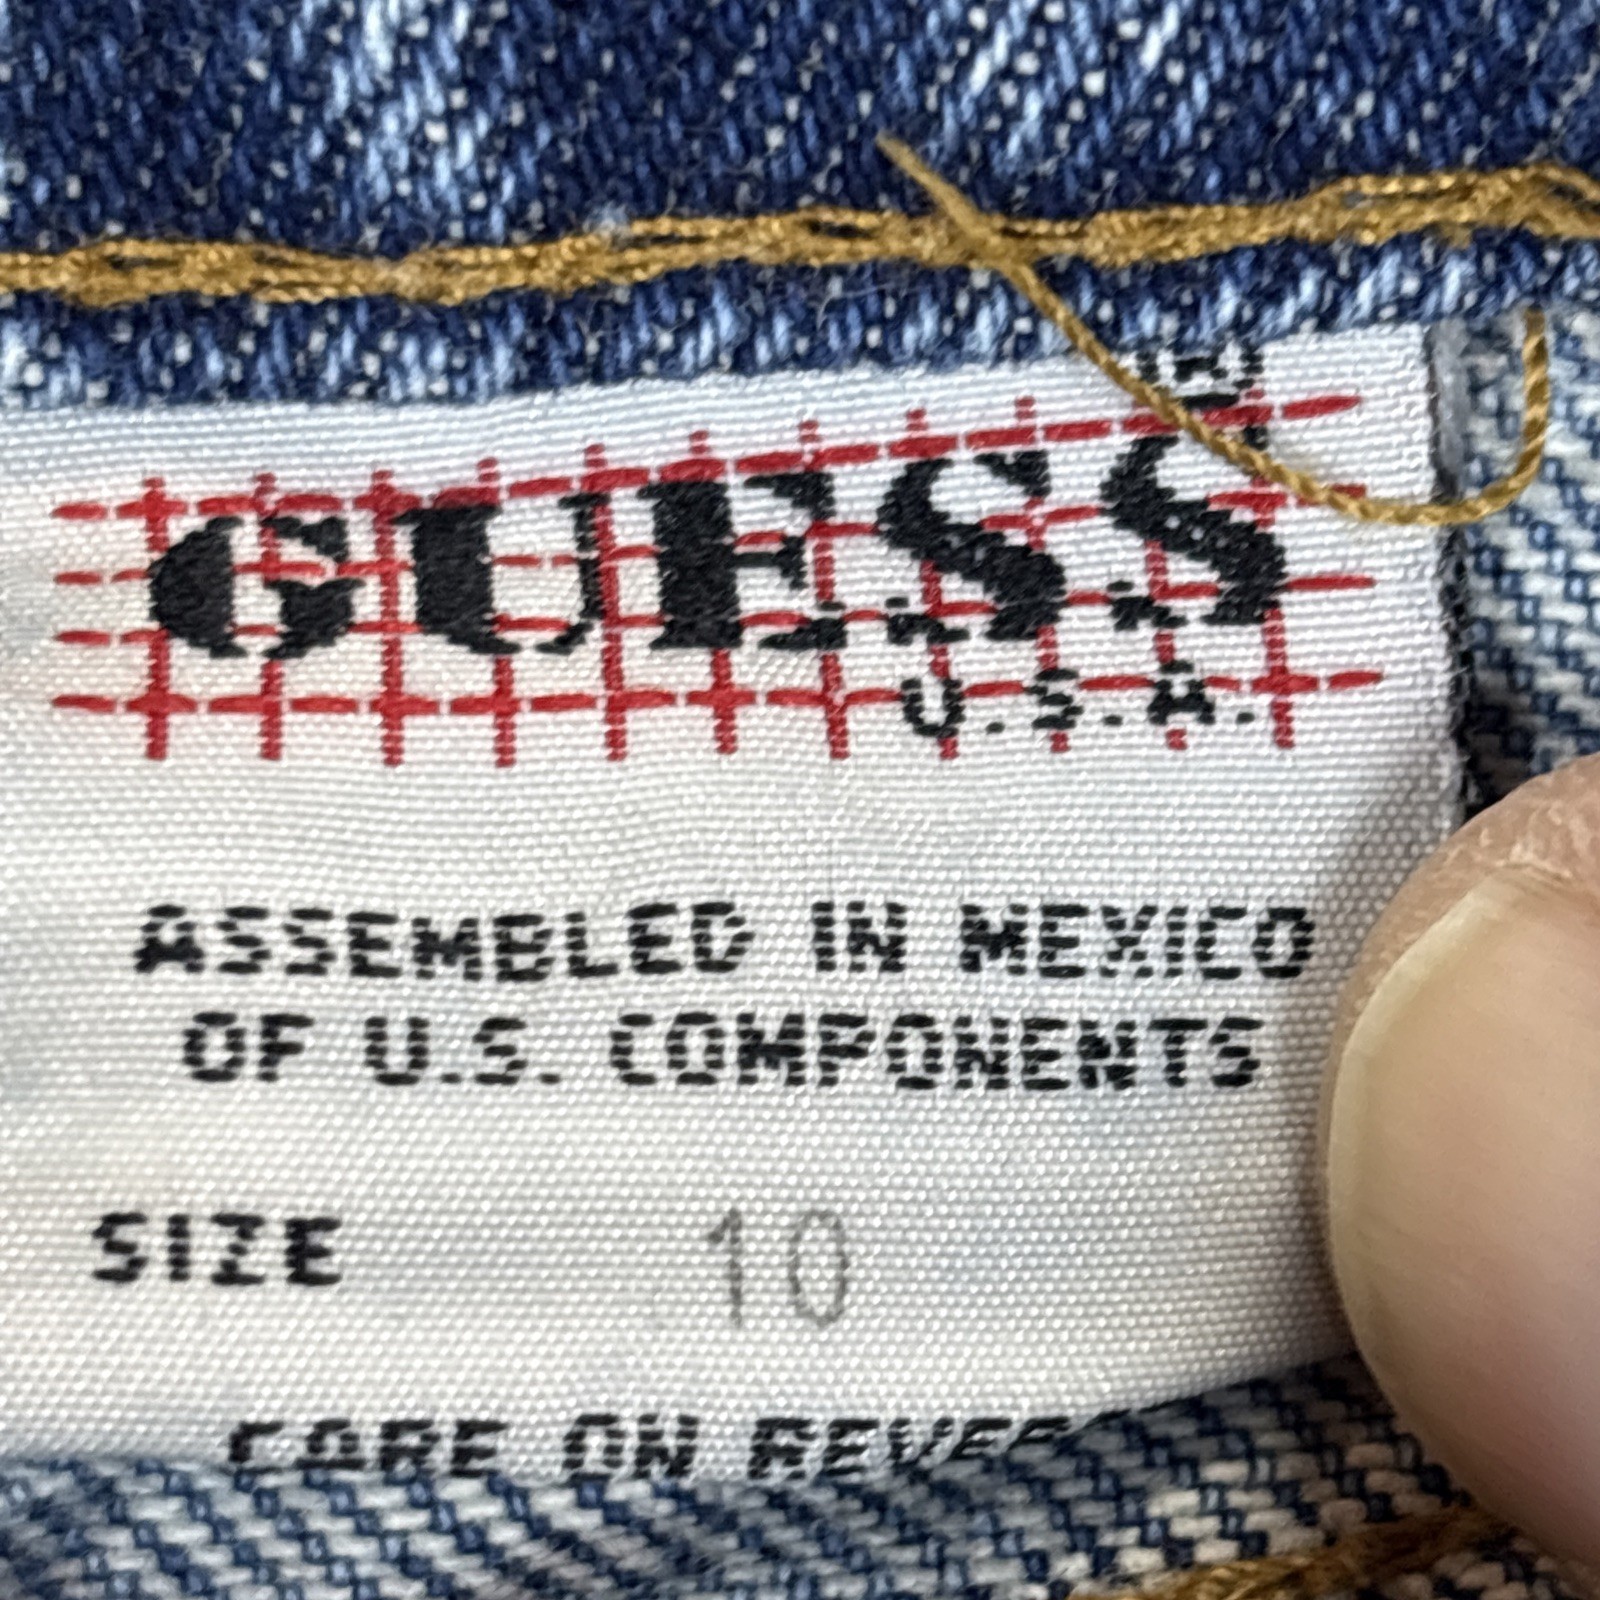 GUESS
U.S.A.
ASSEMBLED IN MEXICO
OF U.S. COMPONENTS
SIZE 10
CARE ON